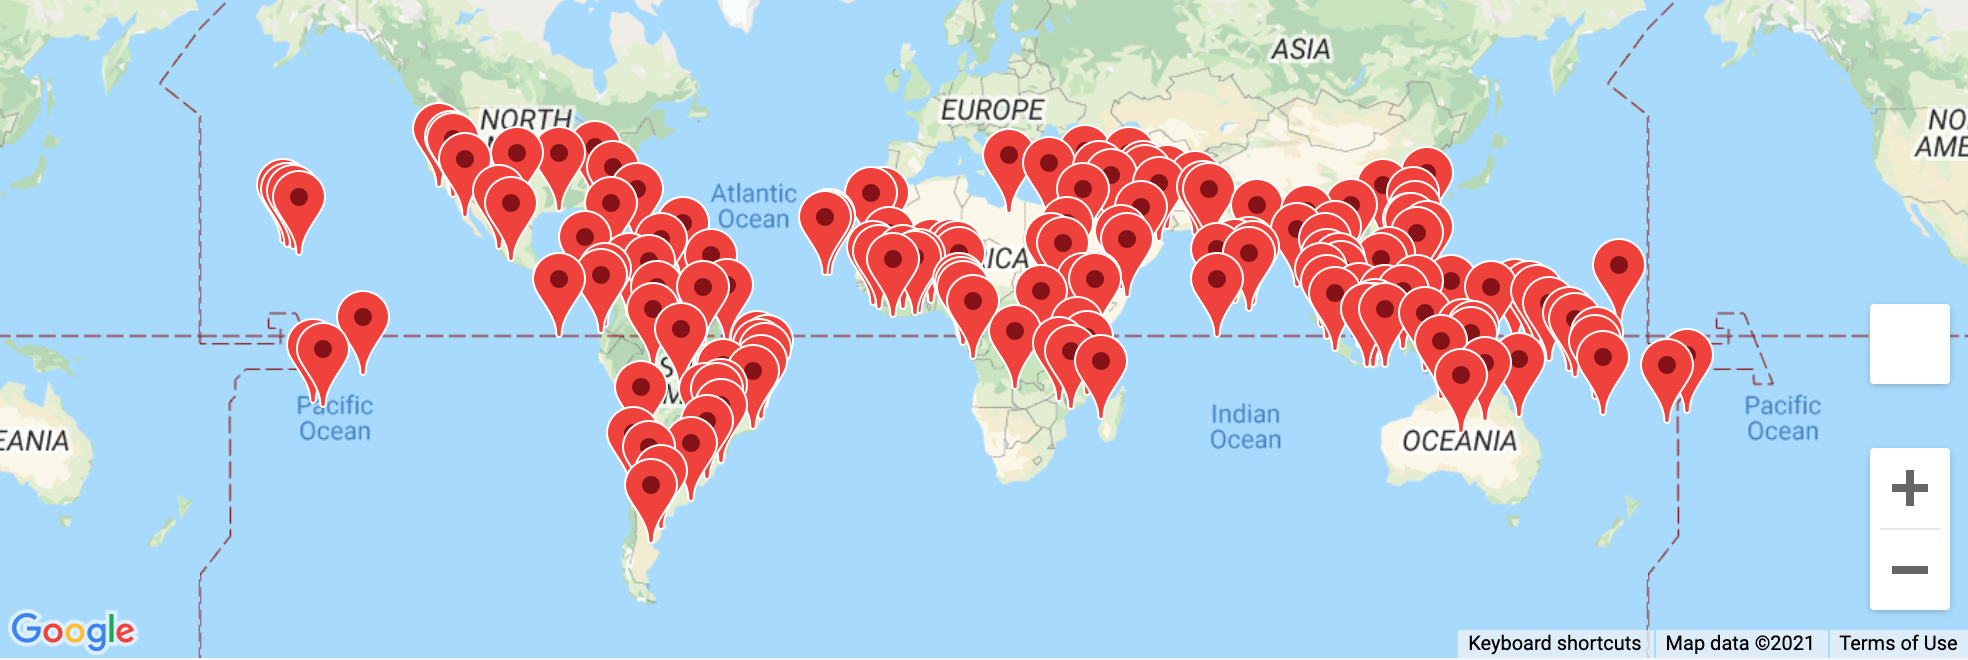 ASIA
EUROPE
NORTH
NO
AME
Atlantic
Ocean
ICA
S
M
Pacific
Ocean
Indian
Ocean
Pacific
Ocean
EANIA
OCEANIA
Google
Keyboard shortcuts
Map data ©2021
Terms of Use